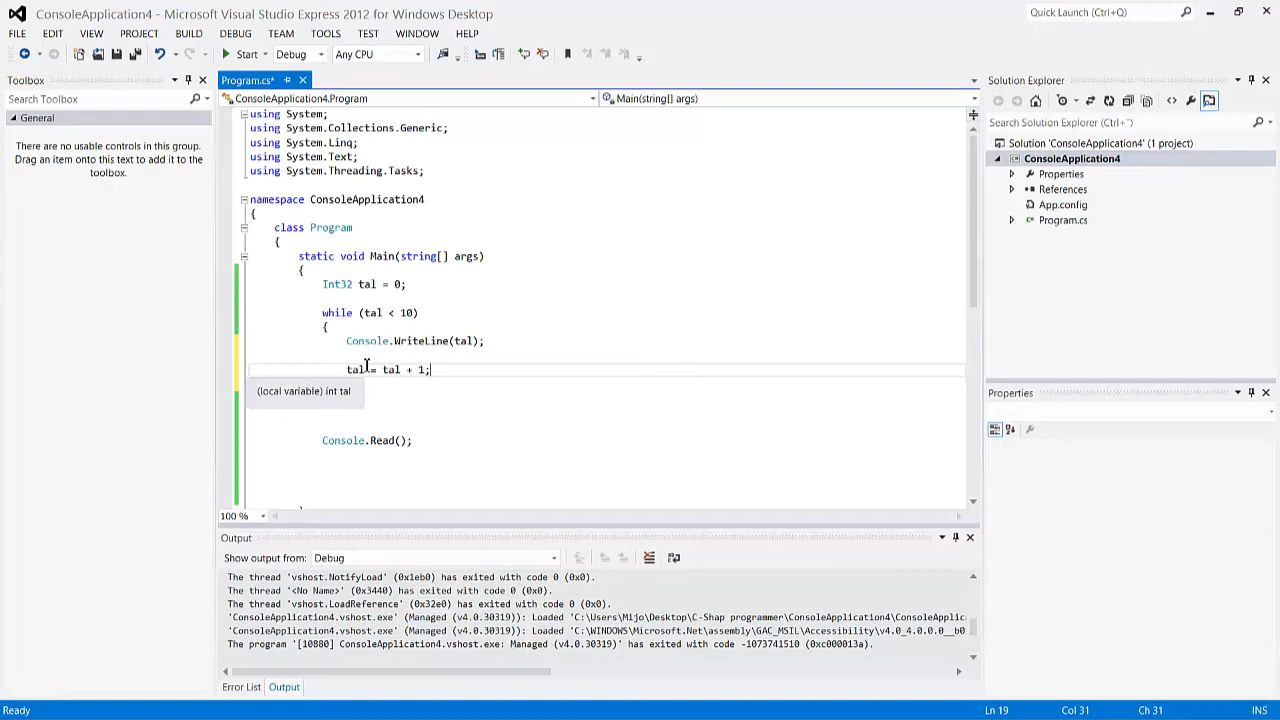 ConsoleApplication4 - Microsoft Visual Studio Express 2012 for Windows Desktop
Quick Launch (Ctrl+Q)
FILE EDIT VIEW PROJECT BUILD DEBUG TEAM TOOLS TEST WINDOW HELP
Start Debug Any CPU
Toolbox
Search Toolbox
General
There are no usable controls in this group.
Drag an item onto this text to add it to the
toolbox.
Program.cs*
ConsoleApplication4.Program
Main(string[] args)
using System;
using System.Collections.Generic;
using System.Linq;
using System.Text;
using System.Threading.Tasks;
namespace ConsoleApplication4
{
class Program
{
static void Main(string[] args)
{
Int32 tal = 0;
while (tal < 10)
{
Console.WriteLine(tal);
tal = tal + 1;
(local variable) int tal
Console.Read();
100 %
Solution Explorer
Search Solution Explorer (Ctrl+¨)
Solution 'ConsoleApplication4' (1 project)
ConsoleApplication4
Properties
References
App.config
Program.cs
Properties
Output
Show output from: Debug
The thread 'vshost.NotifyLoad' (0x1eb0) has exited with code 0 (0x0).
The thread '<No Name>' (0x3440) has exited with code 0 (0x0).
The thread 'vshost.LoadReference' (0x32e0) has exited with code 0 (0x0).
'ConsoleApplication4.vshost.exe' (Managed (v4.0.30319)): Loaded 'C:\Users\Mijo\Desktop\C-Shap programmer\ConsoleApplication4\ConsoleApplic
'ConsoleApplication4.vshost.exe' (Managed (v4.0.30319)): Loaded 'C:\WINDOWS\Microsoft.Net\assembly\GAC_MSIL\Accessibility\v4.0_4.0.0.0__b0
The program '[10880] ConsoleApplication4.vshost.exe: Managed (v4.0.30319)' has exited with code -1073741510 (0xc000013a).
Error List Output
Ready
Ln 19 Col 31 Ch 31 INS